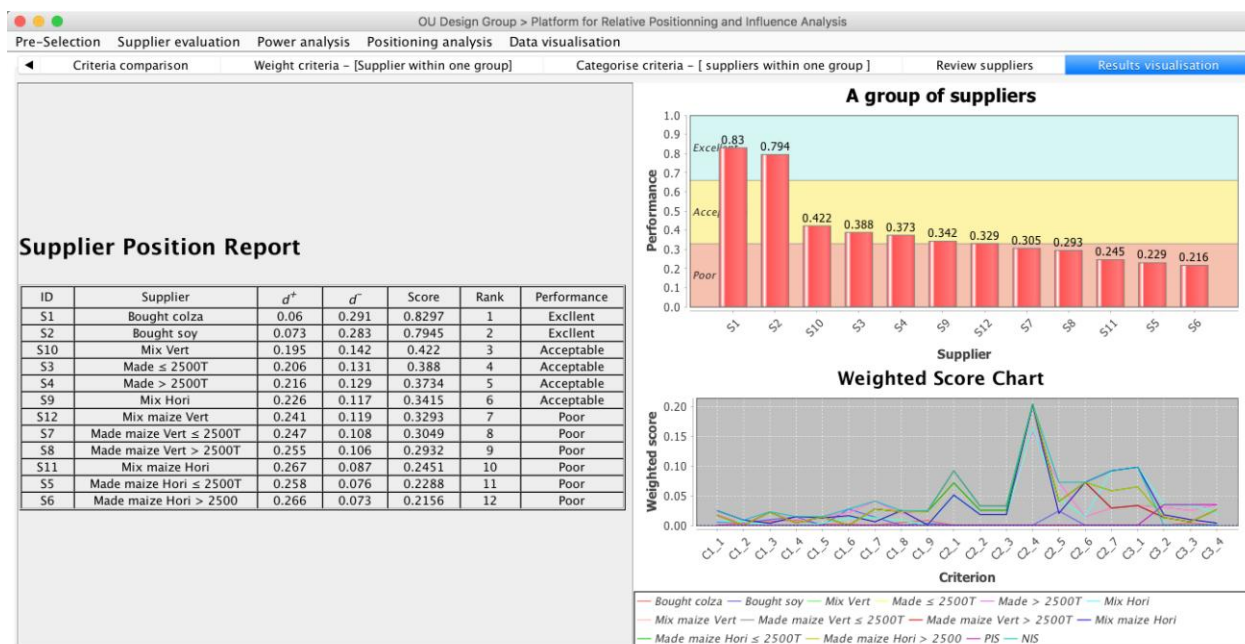 OU Design Group > Platform for Relative Positionning and Influence Analysis
Pre-Selection Supplier evaluation Power analysis Positioning analysis Data visualisation
◀ Criteria comparison Weight criteria – [Supplier within one group] Categorise criteria – [ suppliers within one group ] Review suppliers Results visualisation
Supplier Position Report
ID Supplier d+ d- Score Rank Performance
S1 Bought colza 0.06 0.291 0.8297 1 Excllent
S2 Bought soy 0.073 0.283 0.7945 2 Excllent
S10 Mix Vert 0.195 0.142 0.422 3 Acceptable
S3 Made ≤ 2500T 0.206 0.131 0.388 4 Acceptable
S4 Made > 2500T 0.216 0.129 0.3734 5 Acceptable
S9 Mix Hori 0.226 0.117 0.3415 6 Acceptable
S12 Mix maize Vert 0.241 0.119 0.3293 7 Poor
S7 Made maize Vert ≤ 2500T 0.247 0.108 0.3049 8 Poor
S8 Made maize Vert > 2500T 0.255 0.106 0.2932 9 Poor
S11 Mix maize Hori 0.267 0.087 0.2451 10 Poor
S5 Made maize Hori ≤ 2500T 0.258 0.076 0.2288 11 Poor
S6 Made maize Hori > 2500 0.266 0.073 0.2156 12 Poor
A group of suppliers
Performance
1.0
0.9
0.8
0.7
0.6
0.5
0.4
0.3
0.2
0.1
0.0
Poor
0.83 0.794 0.422 0.388 0.373 0.342 0.329 0.305 0.293 0.245 0.229 0.216
S1 S2 S10 S3 S4 S9 S12 S7 S8 S11 S5 S6
Supplier
Weighted Score Chart
Weighted score
0.20
0.15
0.10
0.05
0.00
C1_1 C1_2 C1_3 C1_4 C1_5 C1_6 C1_7 C1_8 C1_9 C2_1 C2_2 C2_3 C2_4 C2_5 C2_6 C2_7 C3_1 C3_2 C3_3 C3_4
Criterion
Bought colza Bought soy Mix Vert Made ≤ 2500T Made > 2500T Mix Hori
Mix maize Vert Made maize Vert ≤ 2500T Made maize Vert > 2500T Mix maize Hori
Made maize Hori ≤ 2500T Made maize Hori > 2500 PIS NIS